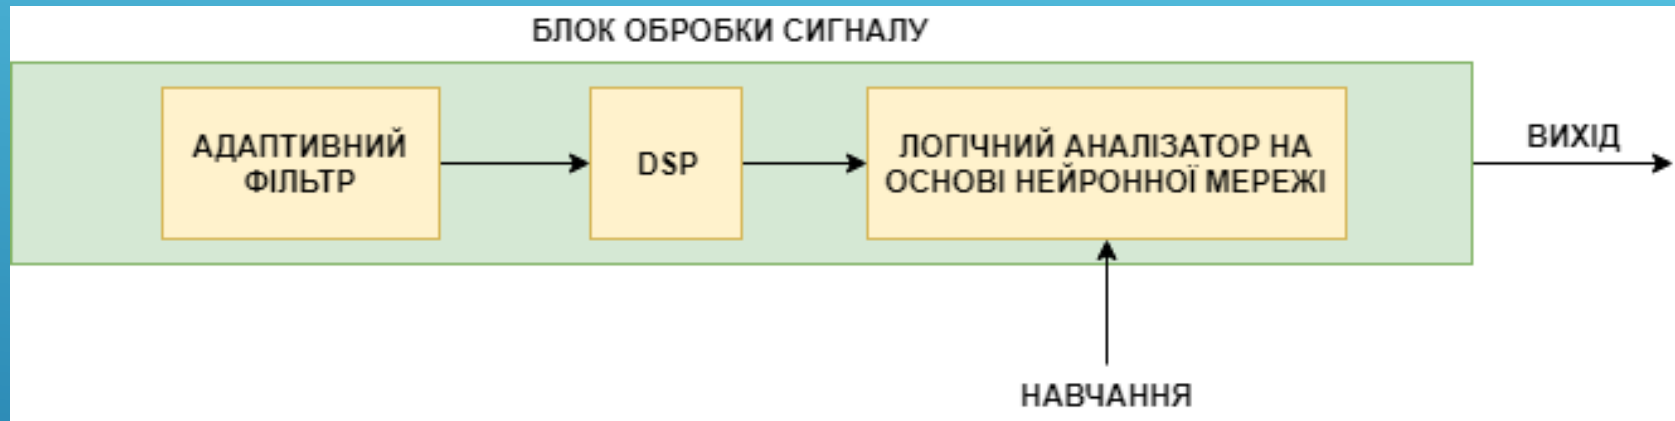 БЛОК ОБРОБКИ СИГНАЛУ
АДАПТИВНИЙ
ФІЛЬТР
DSP
ЛОГІЧНИЙ АНАЛІЗАТОР НА
ОСНОВІ НЕЙРОННОЇ МЕРЕЖІ
ВИХІД
НАВЧАННЯ